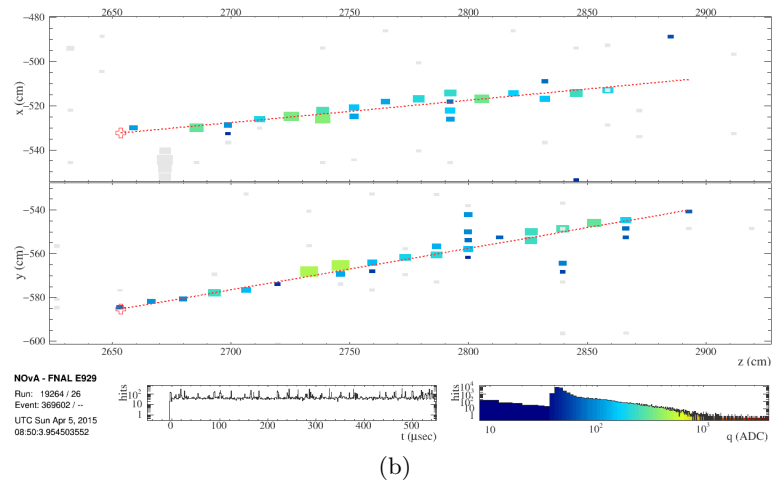 2650 2700 2750 2800 2850 2900
−480
−500
−520
−540
x (cm)
−540
−560
−580
−600
y (cm)
2650 2700 2750 2800 2850 2900
z (cm)
NOvA - FNAL E929
Run: 19264 / 26
Event: 369602 / --
UTC Sun Apr 5, 2015
08:50:3.954503552
hits
10²
10
1
0 100 200 300 400 500
t (μsec)
hits
10⁴
10³
10²
10
1
10 10² 10³
q (ADC)
(b)